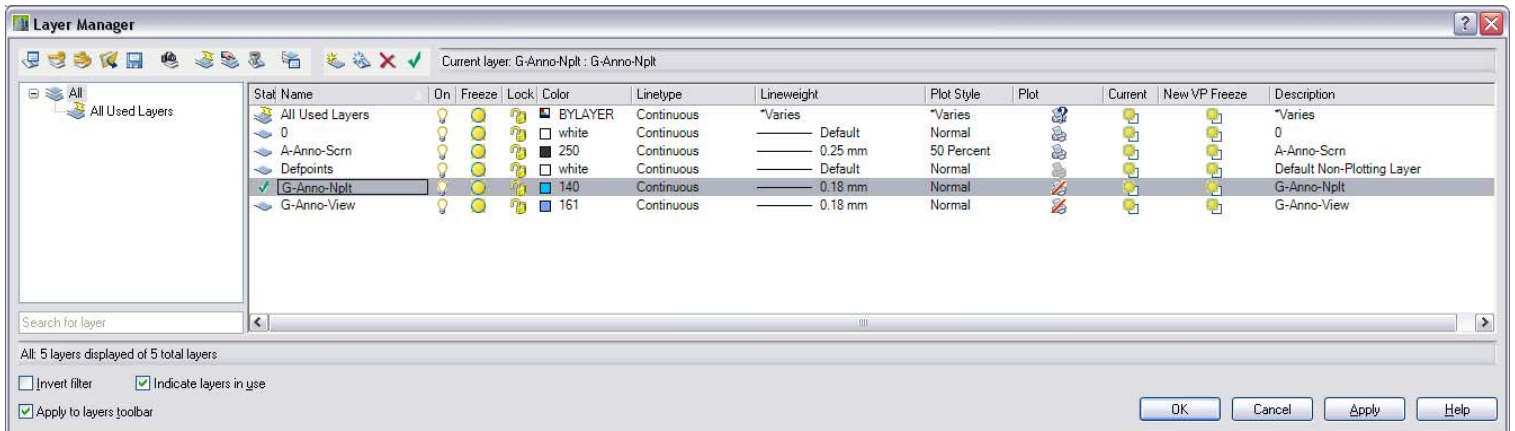 Layer Manager
Current layer: G-Anno-Nplt : G-Anno-Nplt
All
All Used Layers
Stat Name On Freeze Lock Color Linetype Lineweight Plot Style Plot Current New VP Freeze Description
All Used Layers BYLAYER Continuous "Varies "Varies "Varies
0 white Continuous Default Normal 0
A-Anno-Scrn 250 Continuous 0.25 mm 50 Percent A-Anno-Scrn
Defpoints white Continuous Default Normal Default Non-Plotting Layer
G-Anno-Nplt 140 Continuous 0.18 mm Normal G-Anno-Nplt
G-Anno-View 161 Continuous 0.18 mm Normal G-Anno-View
Search for layer
All: 5 layers displayed of 5 total layers
Invert filter Indicate layers in use
Apply to layers toolbar
OK Cancel Apply Help